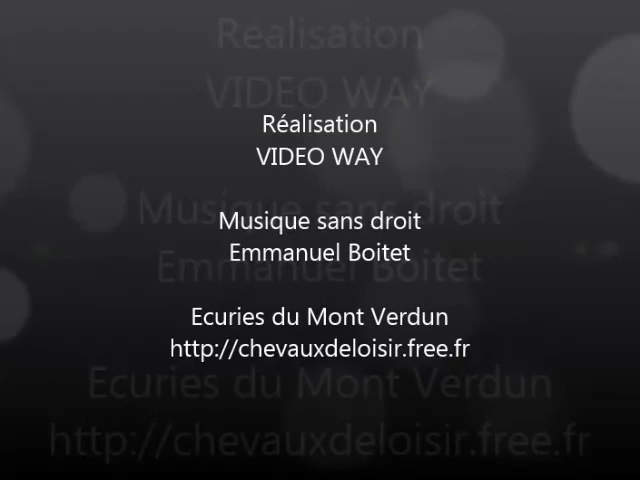 Réalisation
VIDEO WAY
Musique sans droit
Emmanuel Boitet
Ecuries du Mont Verdun
http://chevauxdeloisir.free.fr